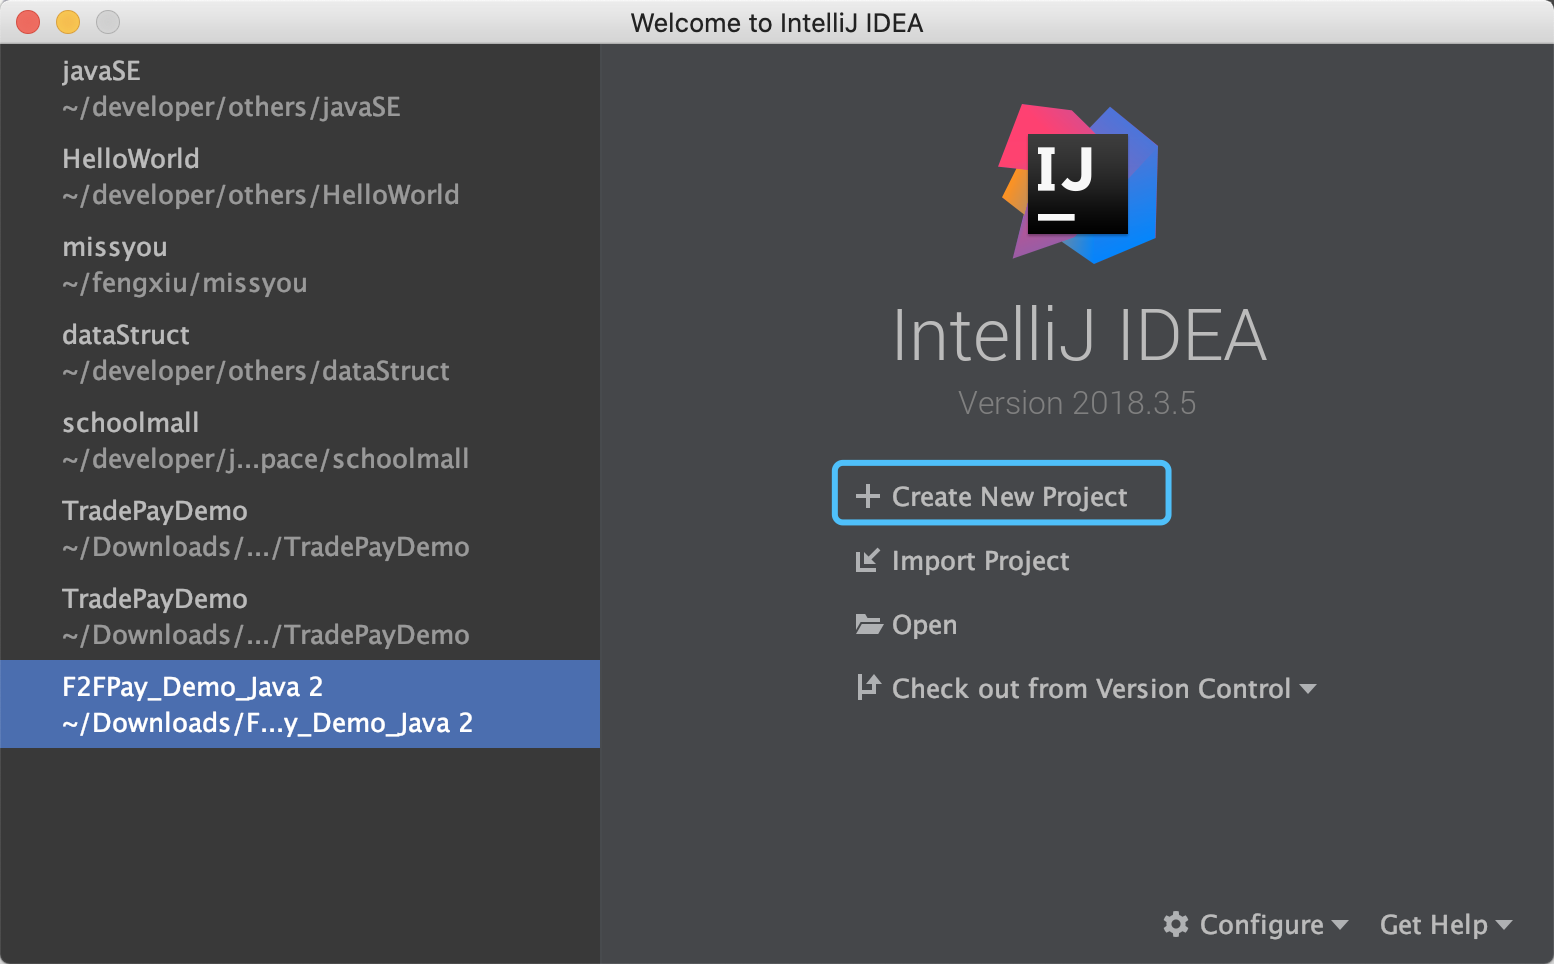 Welcome to IntelliJ IDEA
javaSE
~/developer/others/javaSE
HelloWorld
~/developer/others/HelloWorld
missyou
~/fengxiu/missyou
dataStruct
~/developer/others/dataStruct
schoolmall
~/developer/j...pace/schoolmall
TradePayDemo
~/Downloads/.../TradePayDemo
TradePayDemo
~/Downloads/.../TradePayDemo
F2FPay_Demo_Java 2
~/Downloads/F...y_Demo_Java 2
IJ
IntelliJ IDEA
Version 2018.3.5
Create New Project
Import Project
Open
Check out from Version Control
Configure
Get Help